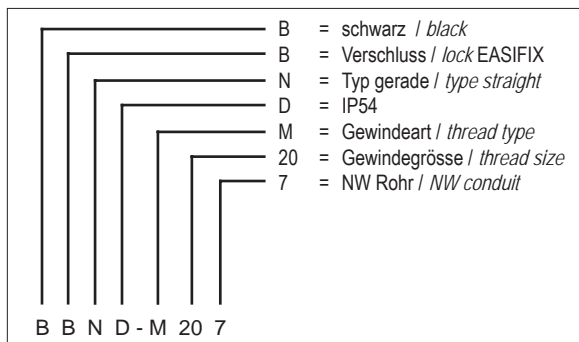 B = schwarz / black
B = Verschluss / lock EASIFIX
N = Typ gerade / type straight
D = IP54
M = Gewindeart / thread type
20 = Gewindegrösse / thread size
7 = NW Rohr / NW conduit
B B N D - M 20 7